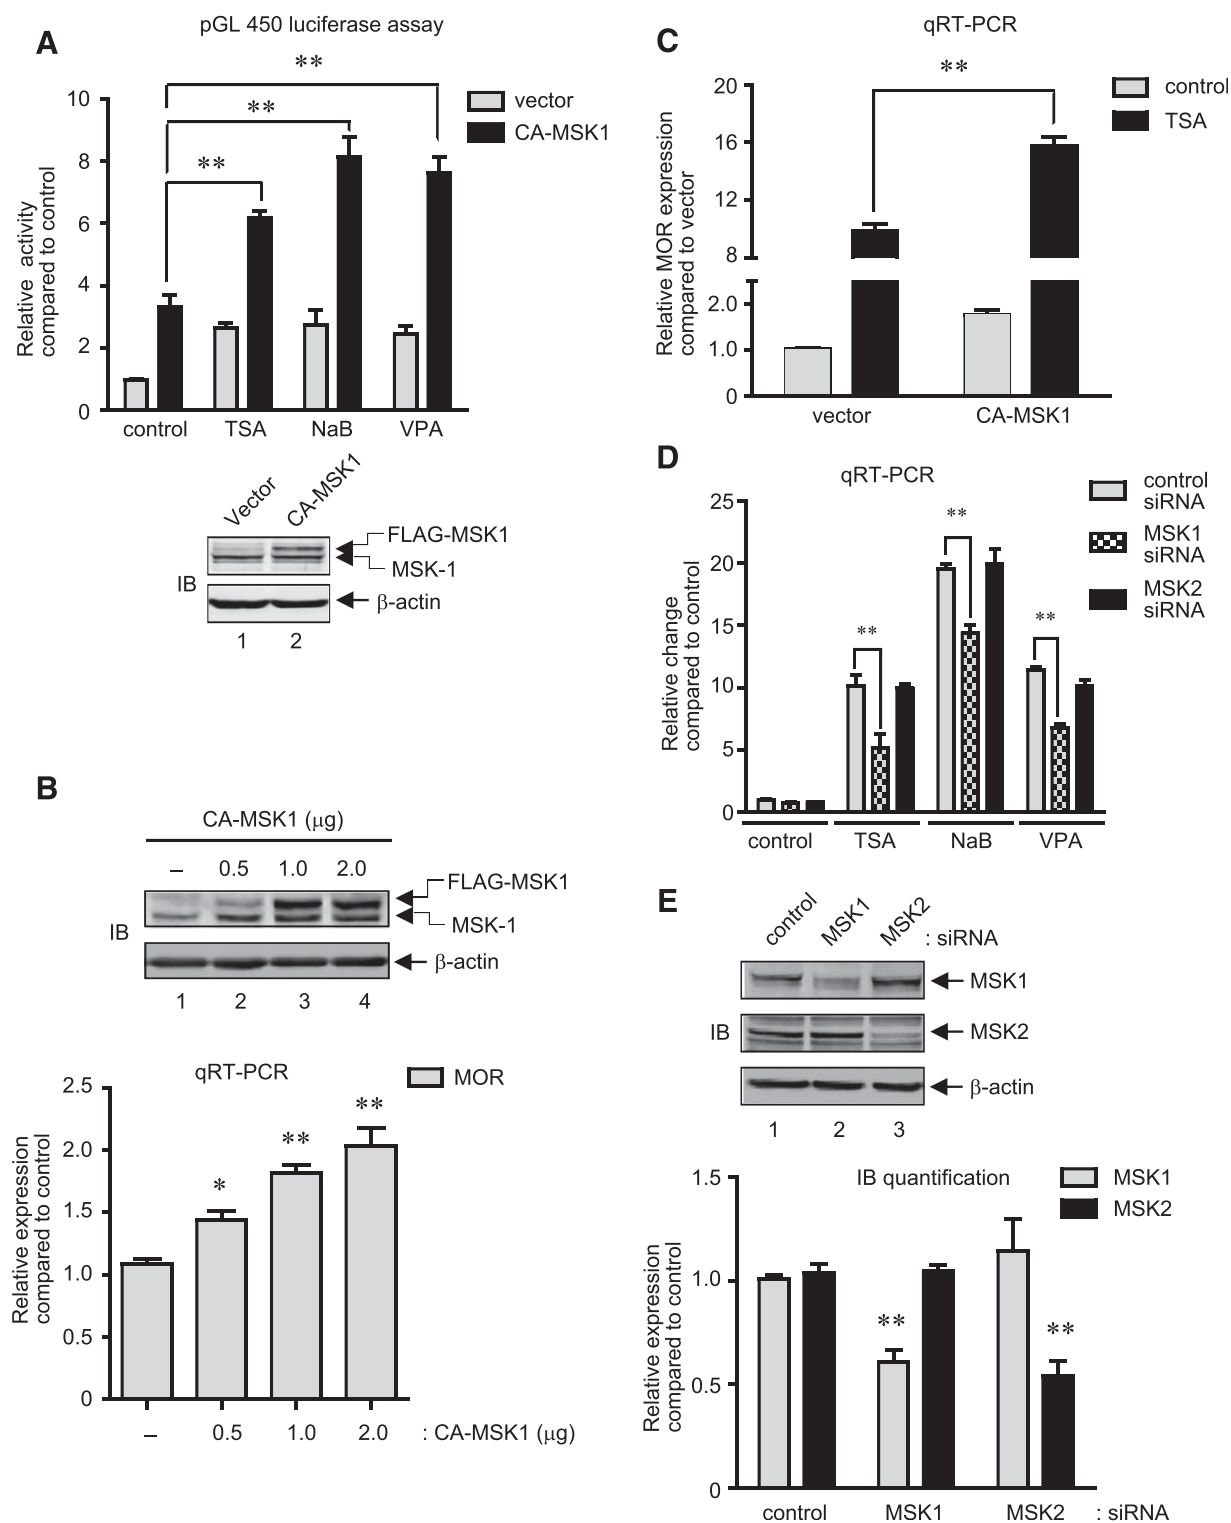 A
pGL 450 luciferase assay
**
**
**
vector
CA-MSK1
Relative activity
compared to control
10
8
6
4
2
0
control TSA NaB VPA
Vector CA-MSK1
FLAG-MSK1
MSK-1
IB
β-actin
1 2
B
CA-MSK1 (μg)
– 0.5 1.0 2.0
FLAG-MSK1
MSK-1
IB
β-actin
1 2 3 4
qRT-PCR
MOR
Relative expression
compared to control
2.5
2.0
1.5
1.0
0.5
0
* ** **
– 0.5 1.0 2.0 : CA-MSK1 (μg)
C
qRT-PCR
**
control
TSA
Relative MOR expression
compared to vector
20
16
12
8
2.0
1.0
0
vector CA-MSK1
D
qRT-PCR
control
siRNA
MSK1
siRNA
MSK2
siRNA
Relative change
compared to control
25
20
15
10
5
0
** ** **
control TSA NaB VPA
E
control MSK1 MSK2 : siRNA
MSK1
IB
MSK2
β-actin
1 2 3
IB quantification
MSK1
MSK2
Relative expression
compared to control
1.5
1.0
0.5
0
** **
control MSK1 MSK2 : siRNA